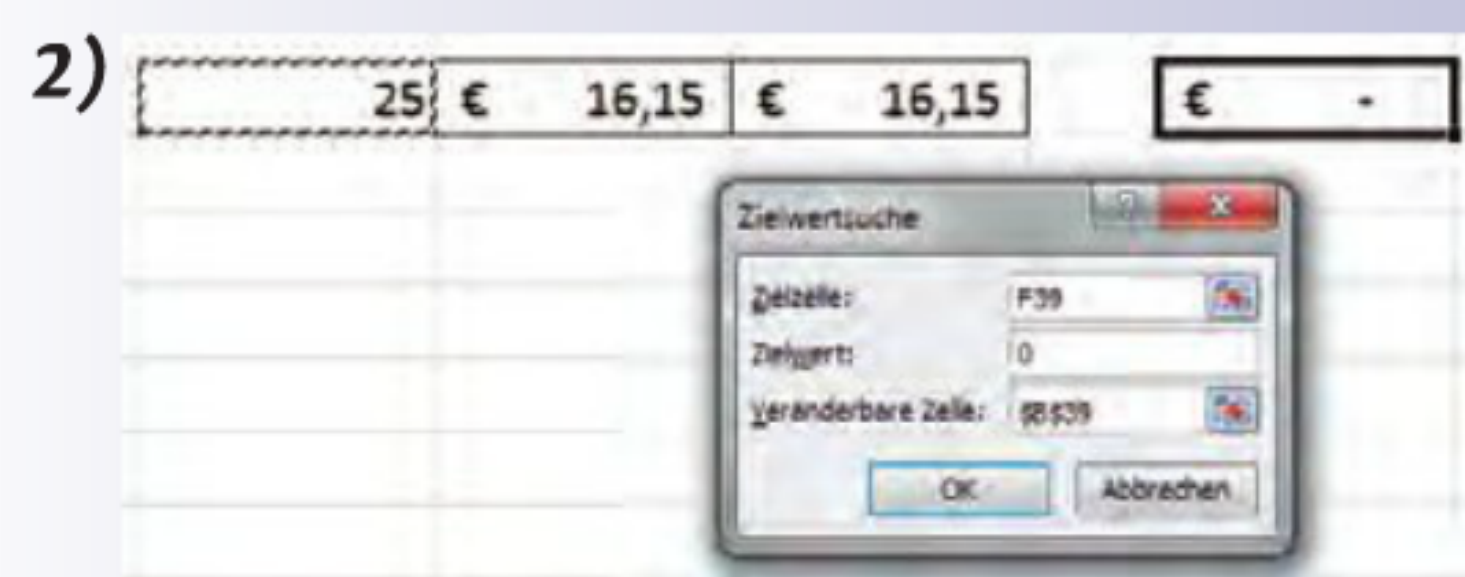 2)
25 € 16,15 € 16,15 € -
Zielwertsuche
Zielzelle: F39
Zielwert: 0
Veränderbare Zelle: $B$39
OK Abbrechen